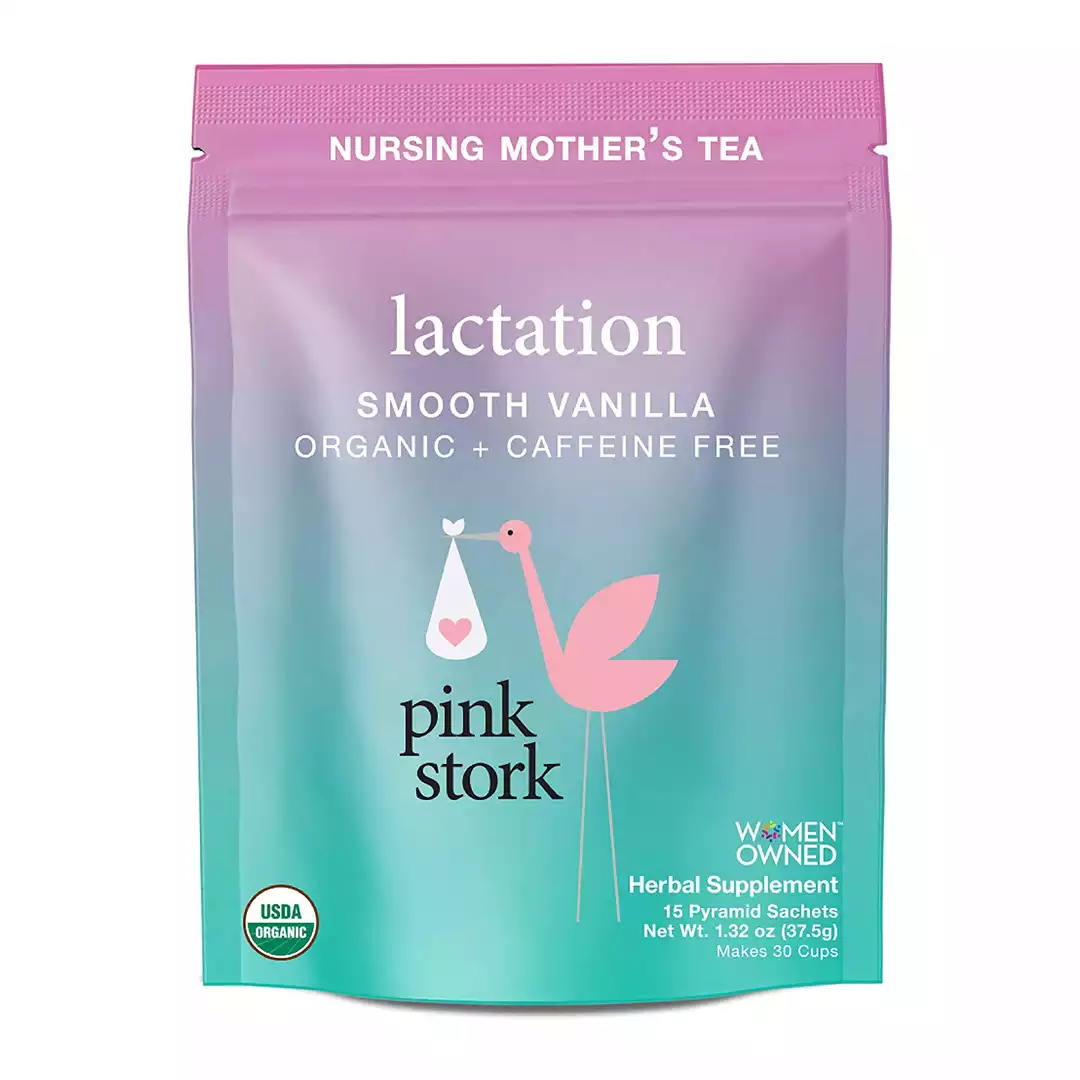 NURSING MOTHER'S TEA
lactation
SMOOTH VANILLA
ORGANIC + CAFFEINE FREE
pink
stork
WOMEN™
OWNED
Herbal Supplement
15 Pyramid Sachets
Net Wt. 1.32 oz (37.5g)
Makes 30 Cups
USDA
ORGANIC